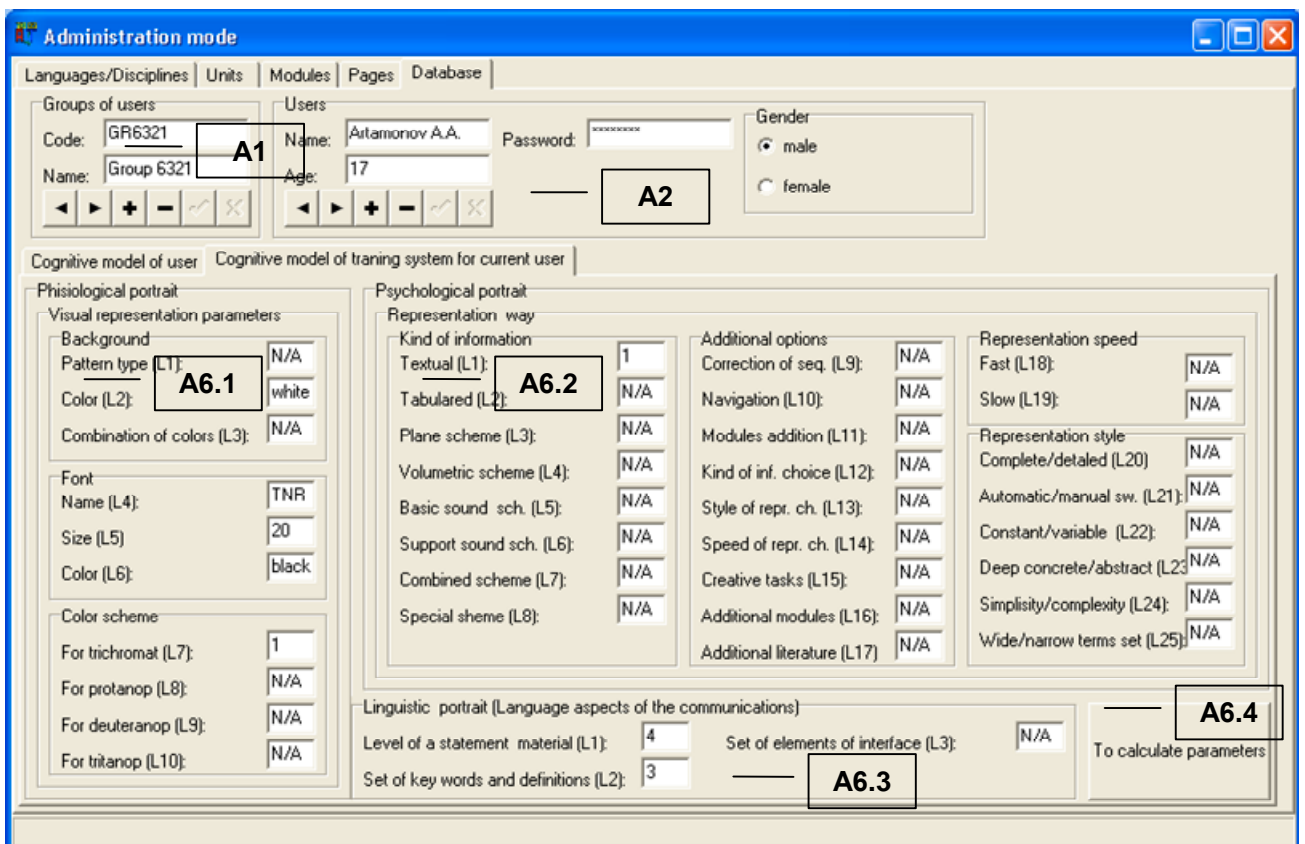 Administration mode
Languages/Disciplines Units Modules Pages Database
Groups of users
Code: GR6321
Name: Group 6321
A1
Users
Name: Artamonov A.A. Password: ********
Age: 17
A2
Gender
male
female
Cognitive model of user Cognitive model of traning system for current user
Phisiological portrait
Visual representation parameters
Background
Pattern type (L1): N/A
A6.1
Color (L2): white
Combination of colors (L3): N/A
Font
Name (L4): TNR
Size (L5) 20
Color (L6): black
Color scheme
For trichromat (L7): 1
For protanop (L8): N/A
For deuteranop (L9): N/A
For tritanop (L10): N/A
Psychological portrait
Representation way
Kind of information
Textual (L1): 1
A6.2
Tabulared (L2): N/A
Plane scheme (L3): N/A
Volumetric scheme (L4): N/A
Basic sound sch. (L5): N/A
Support sound sch. (L6): N/A
Combined scheme (L7): N/A
Special sheme (L8): N/A
Additional options
Correction of seq. (L9): N/A
Navigation (L10): N/A
Modules addition (L11): N/A
Kind of inf. choice (L12): N/A
Style of repr. ch. (L13): N/A
Speed of repr. ch. (L14): N/A
Creative tasks (L15): N/A
Additional modules (L16): N/A
Additional literature (L17) N/A
Representation speed
Fast (L18): N/A
Slow (L19): N/A
Representation style
Complete/detaled (L20) N/A
Automatic/manual sw. (L21): N/A
Constant/variable (L22): N/A
Deep concrete/abstract (L23 N/A
Simplisity/complexity (L24): N/A
Wide/narrow terms set (L25): N/A
Linguistic portrait (Language aspects of the communications)
Level of a statement material (L1): 4 Set of elements of interface (L3): N/A
Set of key words and definitions (L2): 3
A6.3
A6.4
To calculate parameters